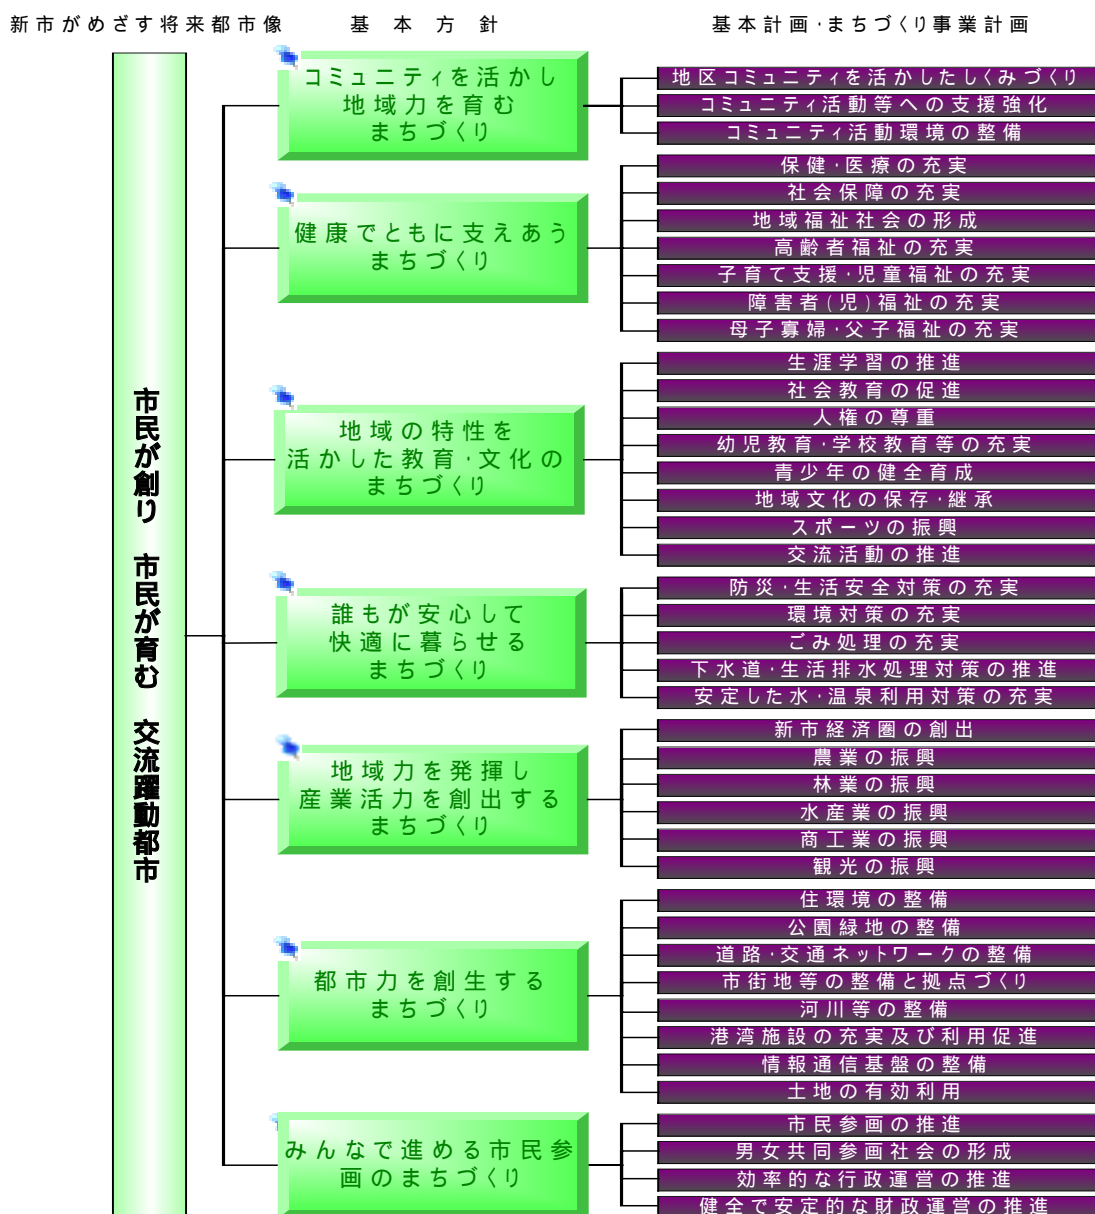 新市がめざす将来都市像
基本方針
基本計画・まちづくり事業計画
市民が創り　市民が育む　交流躍動都市
コミュニティを活かし
地域力を育む
まちづくり
地区コミュニティを活かしたしくみづくり
コミュニティ活動等への支援強化
コミュニティ活動環境の整備
健康でともに支えあう
まちづくり
保健・医療の充実
社会保障の充実
地域福祉社会の形成
高齢者福祉の充実
子育て支援・児童福祉の充実
障害者(児)福祉の充実
母子寡婦・父子福祉の充実
地域の特性を
活かした教育・文化の
まちづくり
生涯学習の推進
社会教育の促進
人権の尊重
幼児教育・学校教育等の充実
青少年の健全育成
地域文化の保存・継承
スポーツの振興
交流活動の推進
誰もが安心して
快適に暮らせる
まちづくり
防災・生活安全対策の充実
環境対策の充実
ごみ処理の充実
下水道・生活排水処理対策の推進
安定した水・温泉利用対策の充実
地域力を発揮し
産業活力を創出する
まちづくり
新市経済圏の創出
農業の振興
林業の振興
水産業の振興
商工業の振興
観光の振興
都市力を創生する
まちづくり
住環境の整備
公園緑地の整備
道路・交通ネットワークの整備
市街地等の整備と拠点づくり
河川等の整備
港湾施設の充実及び利用促進
情報通信基盤の整備
土地の有効利用
みんなで進める市民参
画のまちづくり
市民参画の推進
男女共同参画社会の形成
効率的な行政運営の推進
健全で安定的な財政運営の推進